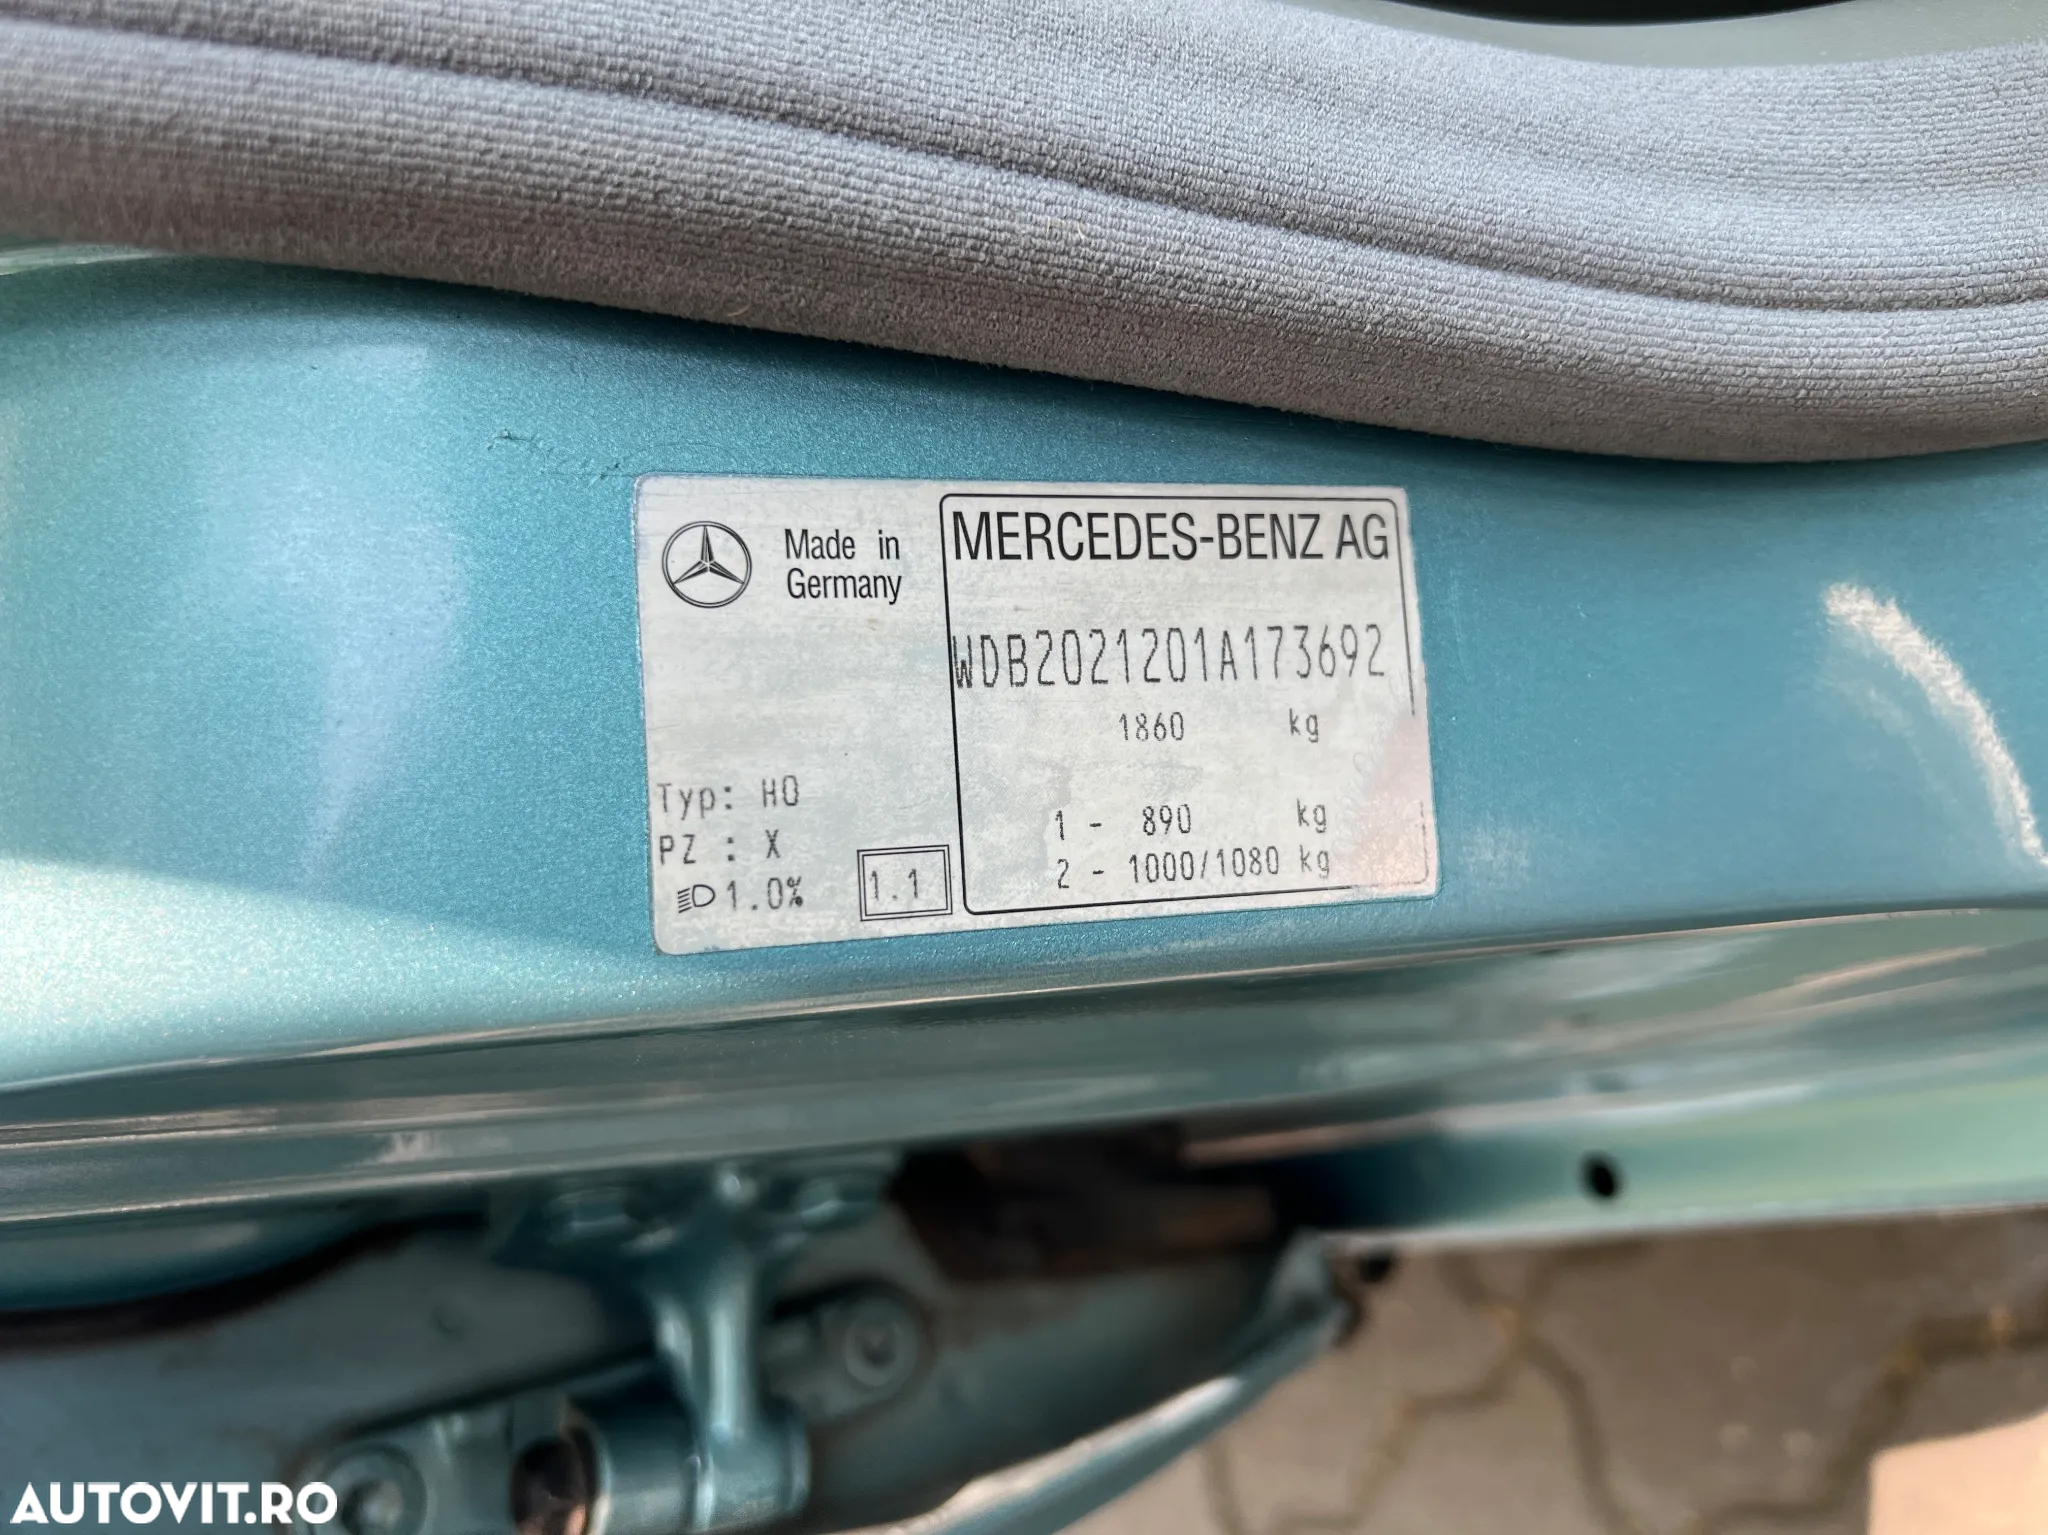 Made in
Germany
MERCEDES-BENZ AG
WDB2021201A173692
1860 kg
1 - 890 kg
2 - 1000/1080 kg
Typ: HO
PZ : X
1.0%
1.1
AUTOVIT.RO